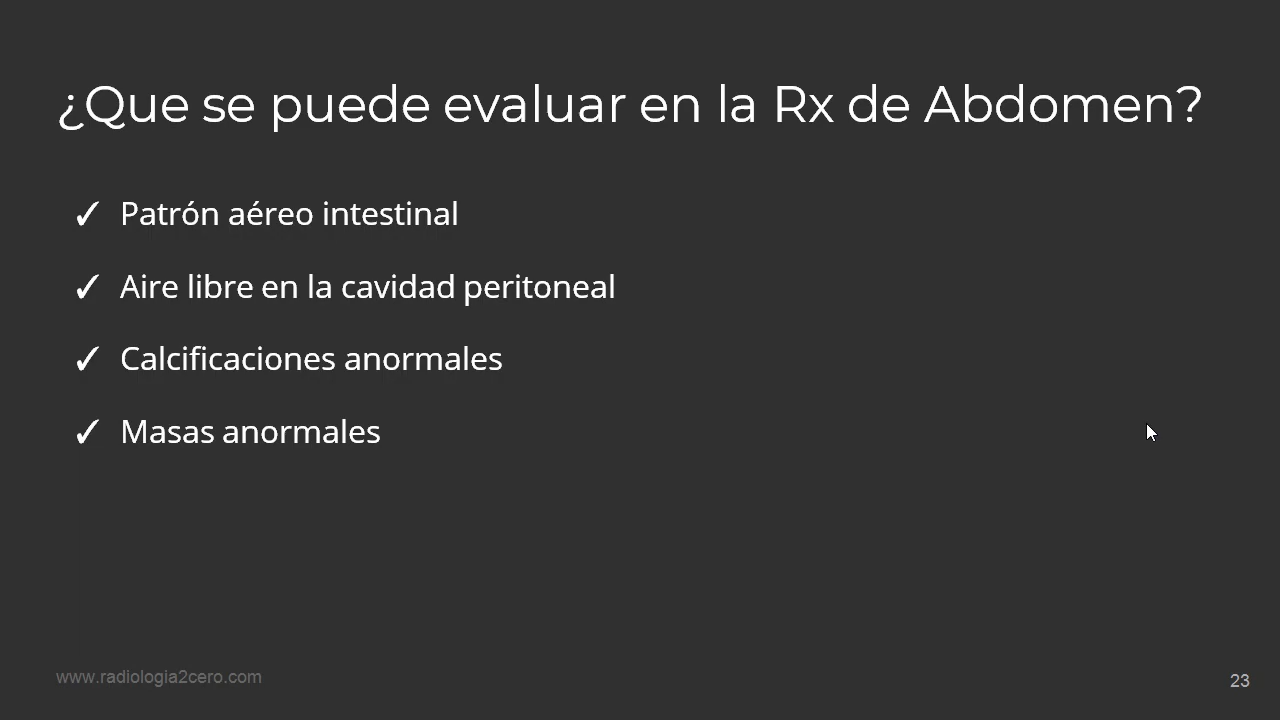 ¿Que se puede evaluar en la Rx de Abdomen?
✓ Patrón aéreo intestinal
✓ Aire libre en la cavidad peritoneal
✓ Calcificaciones anormales
✓ Masas anormales
www.radiologia2cero.com
23